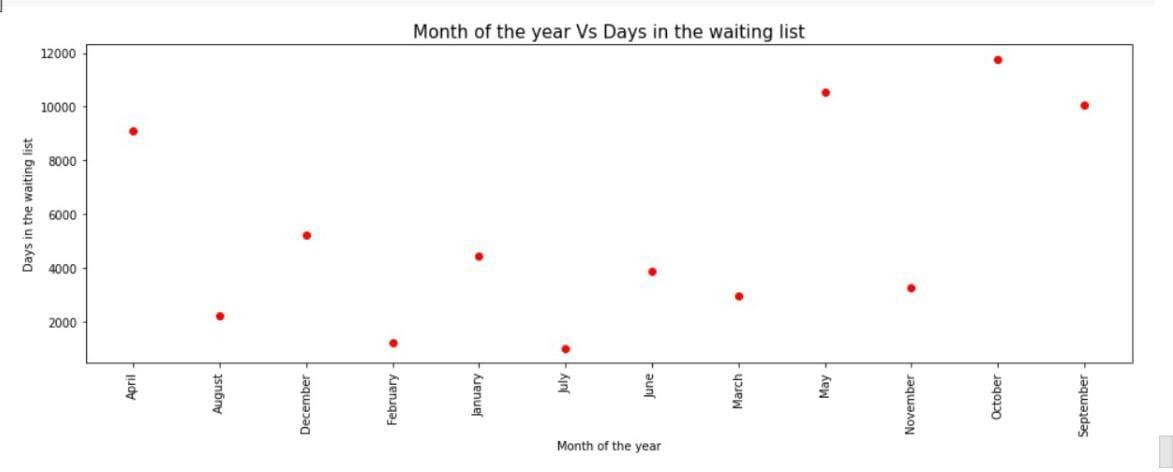 Month of the year Vs Days in the waiting list
12000
10000
8000
6000
4000
2000
Days in the waiting list
April
August
December
February
January
July
June
March
May
November
October
September
Month of the year